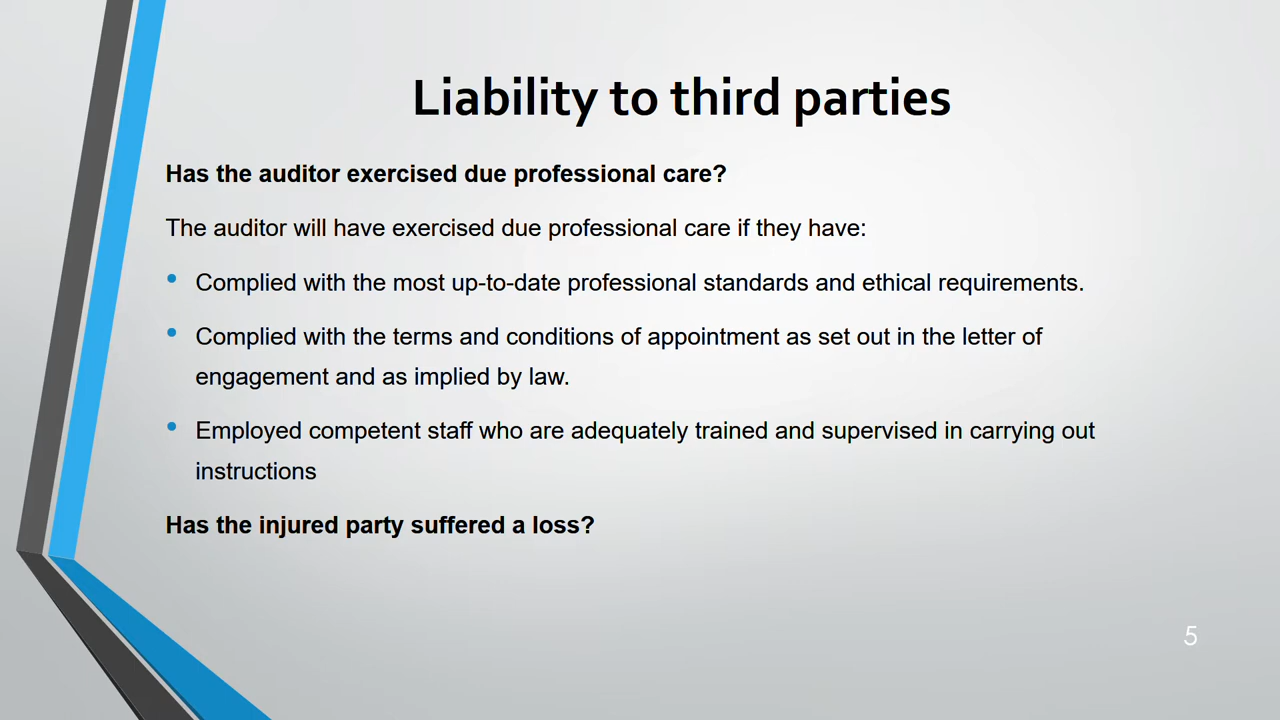 Liability to third parties
Has the auditor exercised due professional care?
The auditor will have exercised due professional care if they have:
• Complied with the most up-to-date professional standards and ethical requirements.
• Complied with the terms and conditions of appointment as set out in the letter of
engagement and as implied by law.
• Employed competent staff who are adequately trained and supervised in carrying out
instructions
Has the injured party suffered a loss?
5